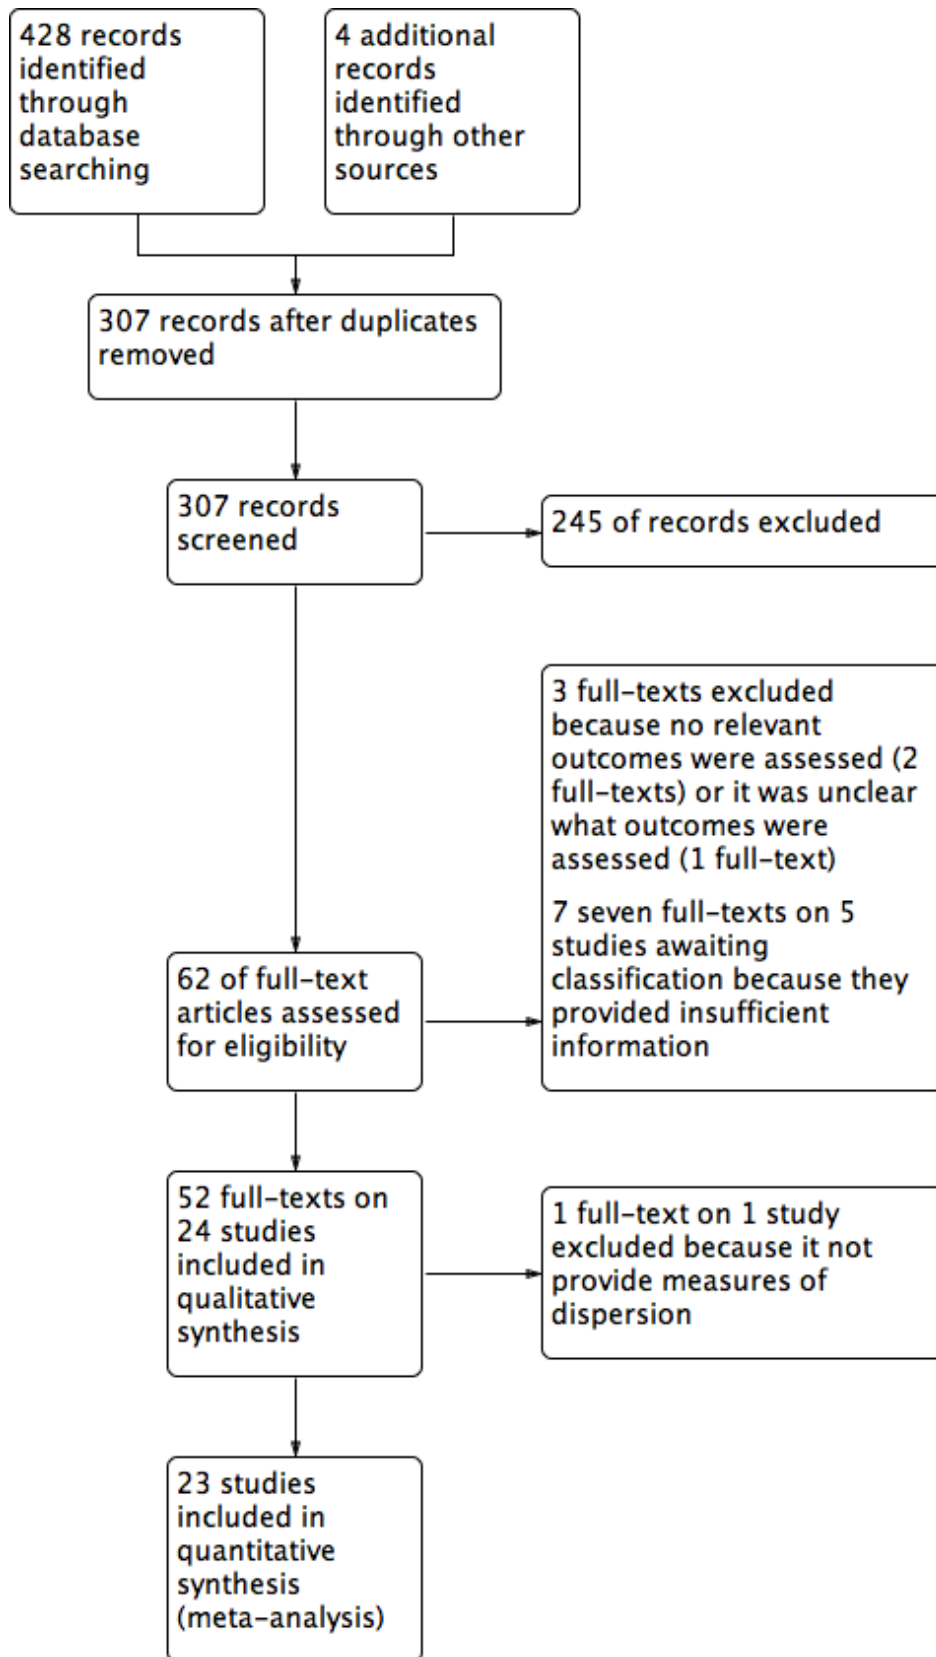 428 records
identified
through
database
searching
4 additional
records
identified
through other
sources
307 records after duplicates
removed
307 records
screened
245 of records excluded
3 full-texts excluded
because no relevant
outcomes were assessed (2
full-texts) or it was unclear
what outcomes were
assessed (1 full-text)
7 seven full-texts on 5
studies awaiting
classification because they
provided insufficient
information
62 of full-text
articles assessed
for eligibility
52 full-texts on
24 studies
included in
qualitative
synthesis
1 full-text on 1 study
excluded because it not
provide measures of
dispersion
23 studies
included in
quantitative
synthesis
(meta-analysis)